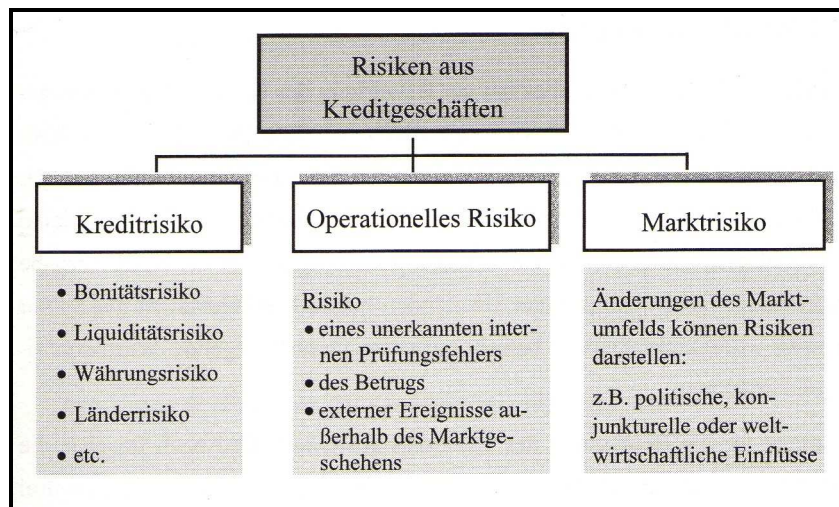 Risiken aus
Kreditgeschäften
Kreditrisiko
Operationelles Risiko
Marktrisiko
• Bonitätsrisiko
• Liquiditätsrisiko
• Währungsrisiko
• Länderrisiko
• etc.
Risiko
• eines unerkannten inter-
nen Prüfungsfehlers
• des Betrugs
• externer Ereignisse au-
ßerhalb des Marktge-
schehens
Änderungen des Markt-
umfelds können Risiken
darstellen:
z.B. politische, kon-
junkturelle oder welt-
wirtschaftliche Einflüsse